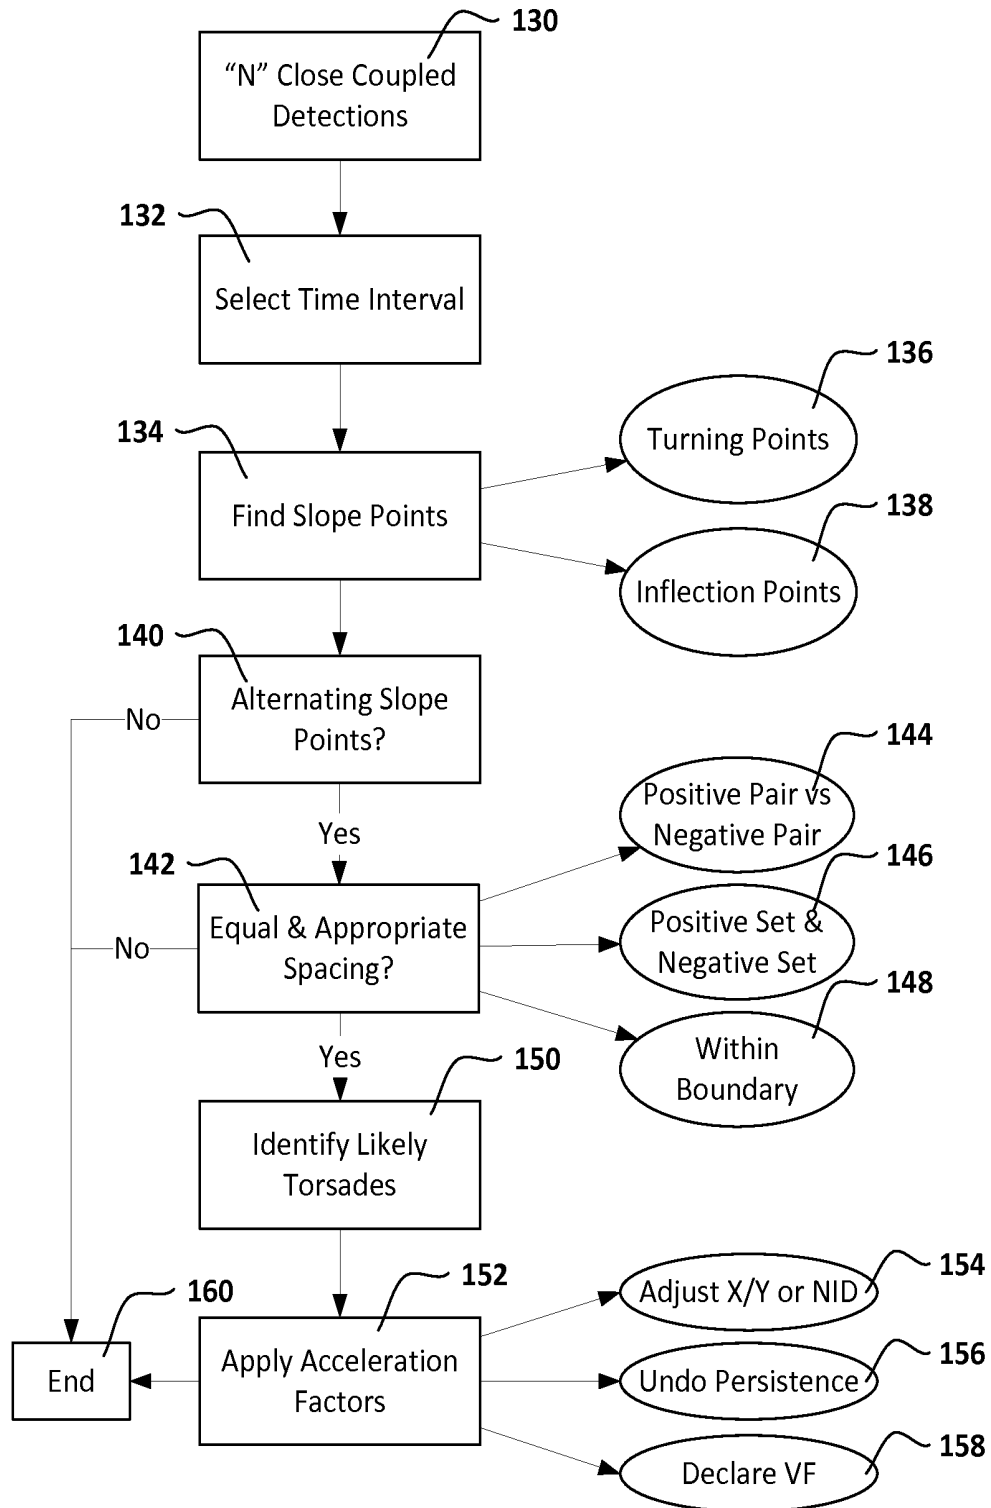 130
“N” Close Coupled
Detections
132
Select Time Interval
134
Find Slope Points
136
Turning Points
138
Inflection Points
140
Alternating Slope
Points?
No
Yes
142
Equal & Appropriate
Spacing?
No
144
Positive Pair vs
Negative Pair
146
Positive Set &
Negative Set
148
Within
Boundary
Yes
150
Identify Likely
Torsades
152
Apply Acceleration
Factors
154
Adjust X/Y or NID
156
Undo Persistence
158
Declare VF
160
End